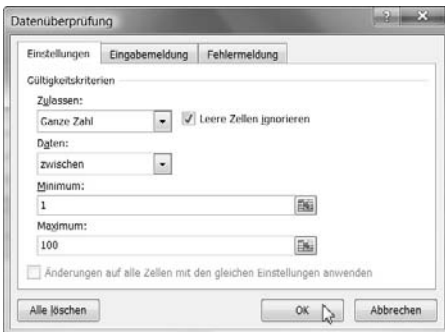 Datenüberprüfung
Einstellungen Eingabemeldung Fehlermeldung
Gültigkeitskriterien
Zulassen:
Ganze Zahl Leere Zellen ignorieren
Daten:
zwischen
Minimum:
1
Maximum:
100
Änderungen auf alle Zellen mit den gleichen Einstellungen anwenden
Alle löschen OK Abbrechen